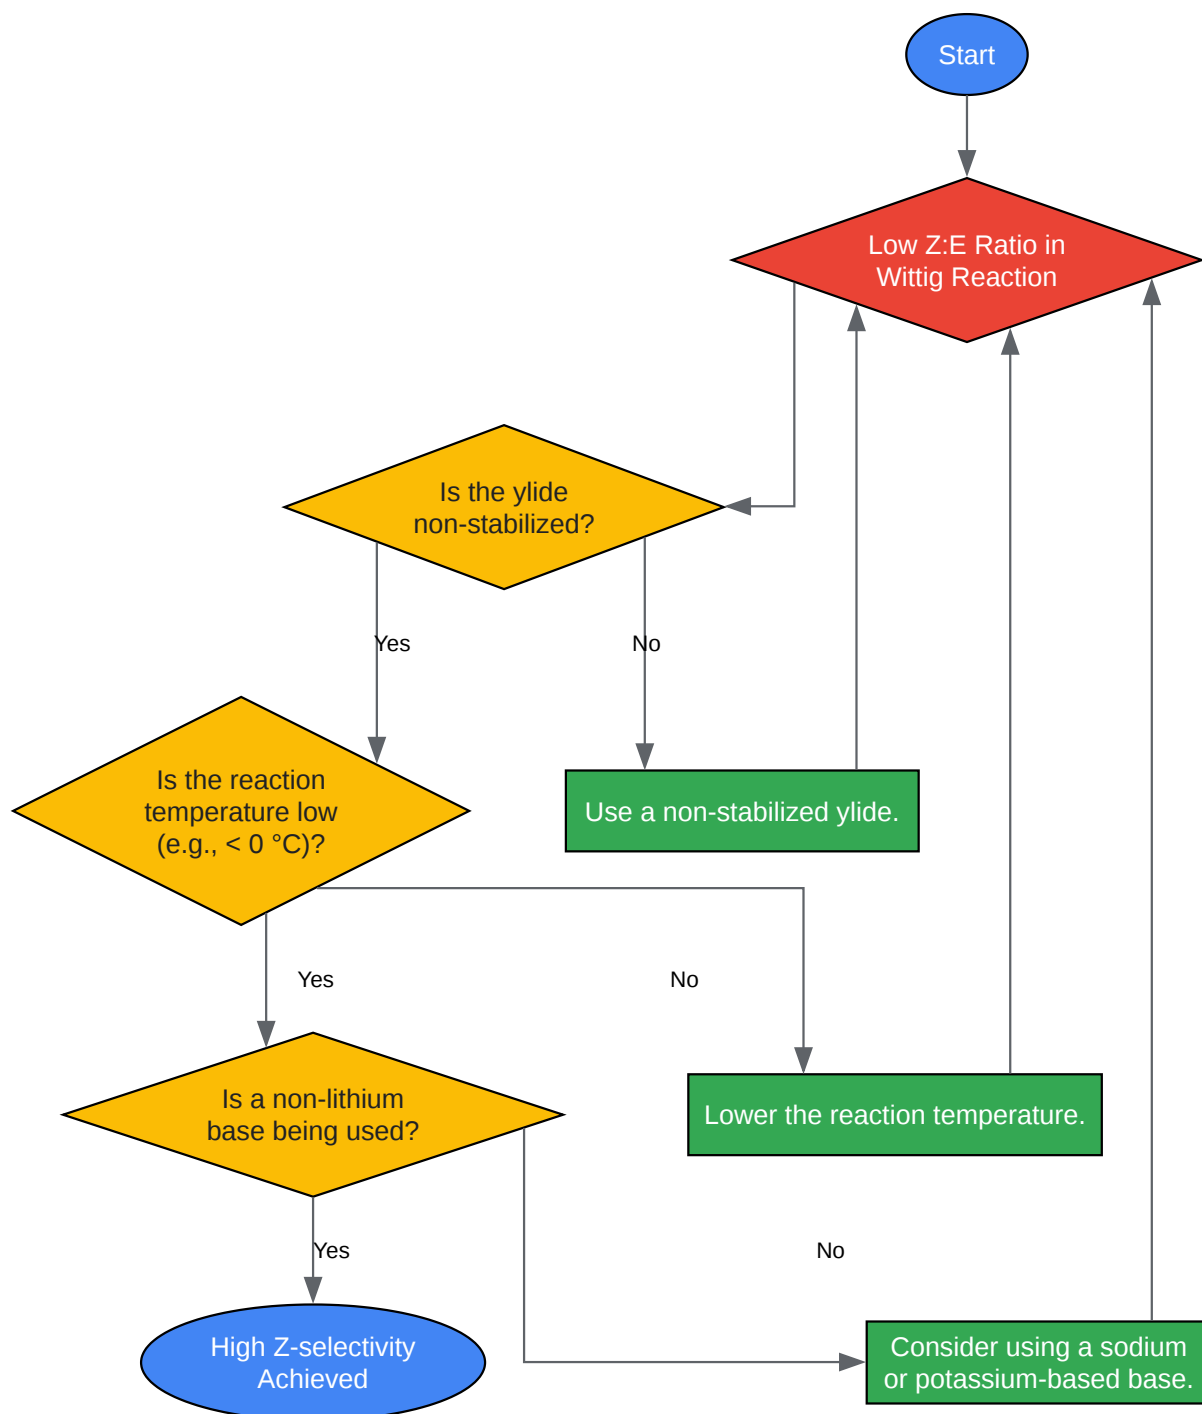 Start
Low Z:E Ratio in
Wittig Reaction
Is the ylide
non-stabilized?
Yes
No
Is the reaction
temperature low
(e.g., < 0 °C)?
Use a non-stabilized ylide.
Yes
No
Is a non-lithium
base being used?
Lower the reaction temperature.
Yes
No
High Z-selectivity
Achieved
Consider using a sodium
or potassium-based base.